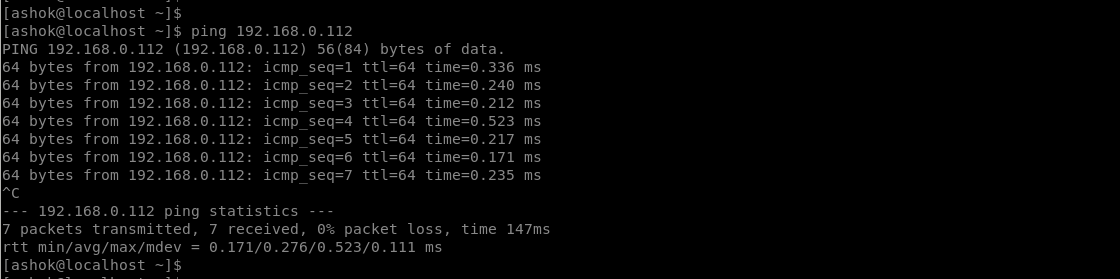 [ashok@localhost ~]$
[ashok@localhost ~]$ ping 192.168.0.112
PING 192.168.0.112 (192.168.0.112) 56(84) bytes of data.
64 bytes from 192.168.0.112: icmp_seq=1 ttl=64 time=0.336 ms
64 bytes from 192.168.0.112: icmp_seq=2 ttl=64 time=0.240 ms
64 bytes from 192.168.0.112: icmp_seq=3 ttl=64 time=0.212 ms
64 bytes from 192.168.0.112: icmp_seq=4 ttl=64 time=0.523 ms
64 bytes from 192.168.0.112: icmp_seq=5 ttl=64 time=0.217 ms
64 bytes from 192.168.0.112: icmp_seq=6 ttl=64 time=0.171 ms
64 bytes from 192.168.0.112: icmp_seq=7 ttl=64 time=0.235 ms
^C
--- 192.168.0.112 ping statistics ---
7 packets transmitted, 7 received, 0% packet loss, time 147ms
rtt min/avg/max/mdev = 0.171/0.276/0.523/0.111 ms
[ashok@localhost ~]$